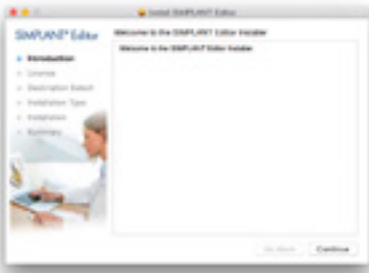 Install SIMPLANT Editor
SIMPLANT® Editor
Welcome to the SIMPLANT Editor Installer
Welcome to the SIMPLANT Editor Installer
Introduction
License
Destination Select
Installation Type
Installation
Summary
Go Back
Continue